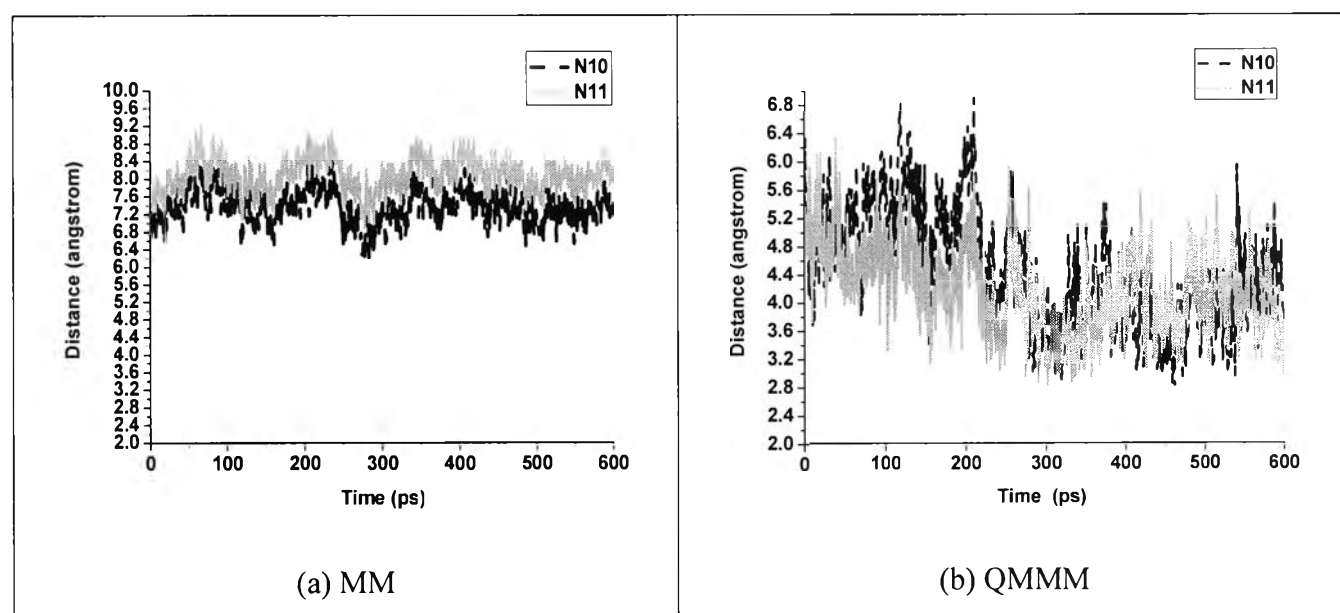 N10
N11
10.0
9.6
9.2
8.8
8.4
8.0
7.6
7.2
6.8
6.4
6.0
5.6
5.2
4.8
4.4
4.0
3.6
3.2
2.8
2.4
2.0
Distance (angstrom)
0 100 200 300 400 500 600
Time (ps)
(a) MM
N10
N11
6.8
6.4
6.0
5.6
5.2
4.8
4.4
4.0
3.6
3.2
2.8
2.4
2.0
Distance (angstrom)
0 100 200 300 400 500 600
Time (ps)
(b) QMMM